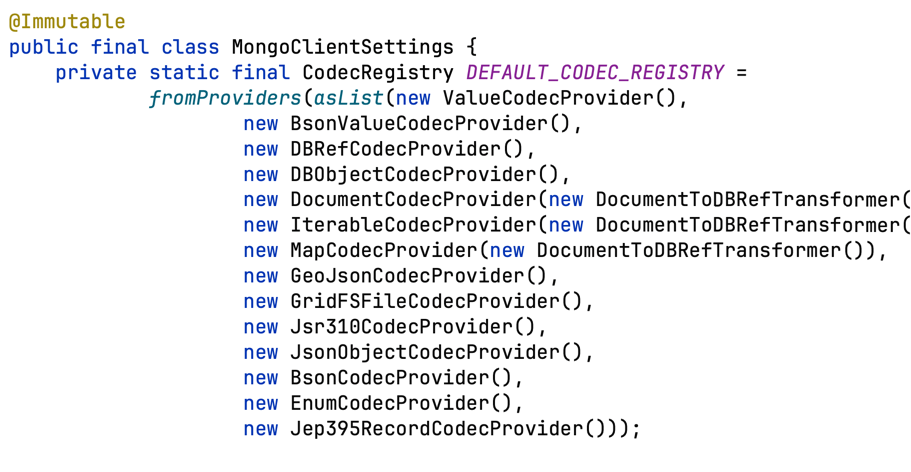 @Immutable
public final class MongoClientSettings {
private static final CodecRegistry DEFAULT_CODEC_REGISTRY =
fromProviders(asList(new ValueCodecProvider(),
new BsonValueCodecProvider(),
new DBRefCodecProvider(),
new DBObjectCodecProvider(),
new DocumentCodecProvider(new DocumentToDBRefTransformer(
new IterableCodecProvider(new DocumentToDBRefTransformer(
new MapCodecProvider(new DocumentToDBRefTransformer()),
new GeoJsonCodecProvider(),
new GridFSFileCodecProvider(),
new Jsr310CodecProvider(),
new JsonObjectCodecProvider(),
new BsonCodecProvider(),
new EnumCodecProvider(),
new Jep395RecordCodecProvider()));